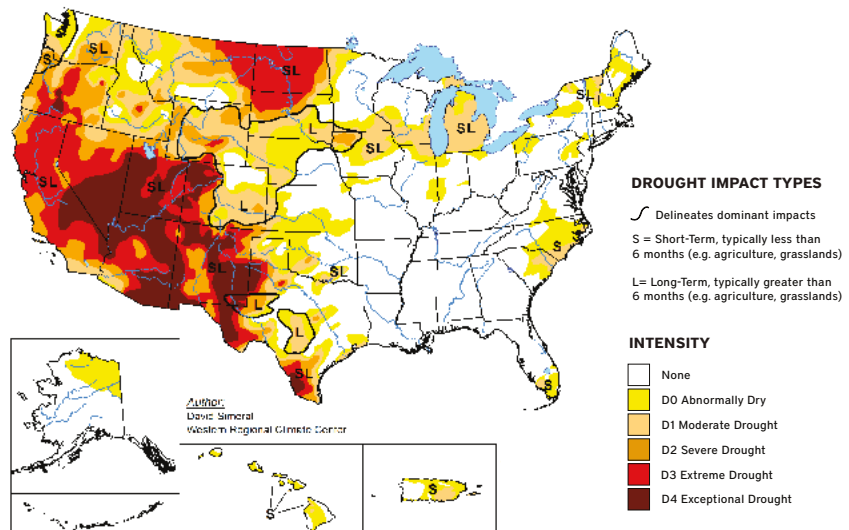 SL
SL
SL
L
SL
SL
SL
SL
SL
L
S
SL
SL
L
L
SL
S
DROUGHT IMPACT TYPES
Delineates dominant impacts
S = Short-Term, typically less than
6 months (e.g. agriculture, grasslands)
L= Long-Term, typically greater than
6 months (e.g. agriculture, grasslands)
INTENSITY
None
D0 Abnormally Dry
D1 Moderate Drought
D2 Severe Drought
D3 Extreme Drought
D4 Exceptional Drought
Author:
David Simeral
Western Regional Climate Center
S
S